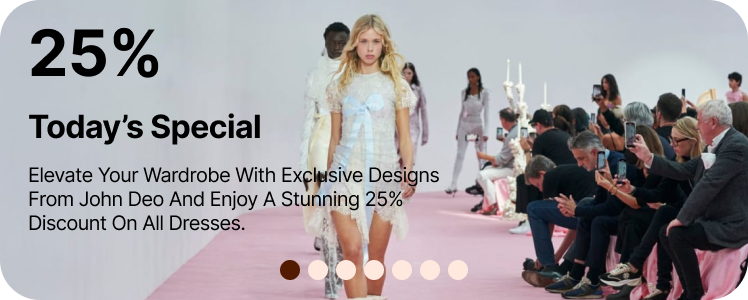 25%
Today's Special
Elevate Your Wardrobe With Exclusive Designs
From John Deo And Enjoy A Stunning 25%
Discount On All Dresses.